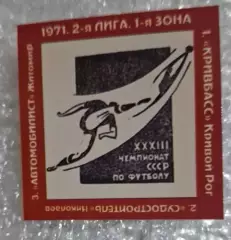 1971. 2-я ЛИГА. 1-я ЗОНА
1. „КРИВБАСС" Кривой Рог
2. „СУДОСТРОИТЕЛЬ" Николаев
3. „АВТОМОБИЛИСТ" Житомир
XXXIII
ЧЕМПИОНАТ
СССР
ПО ФУТБОЛУ